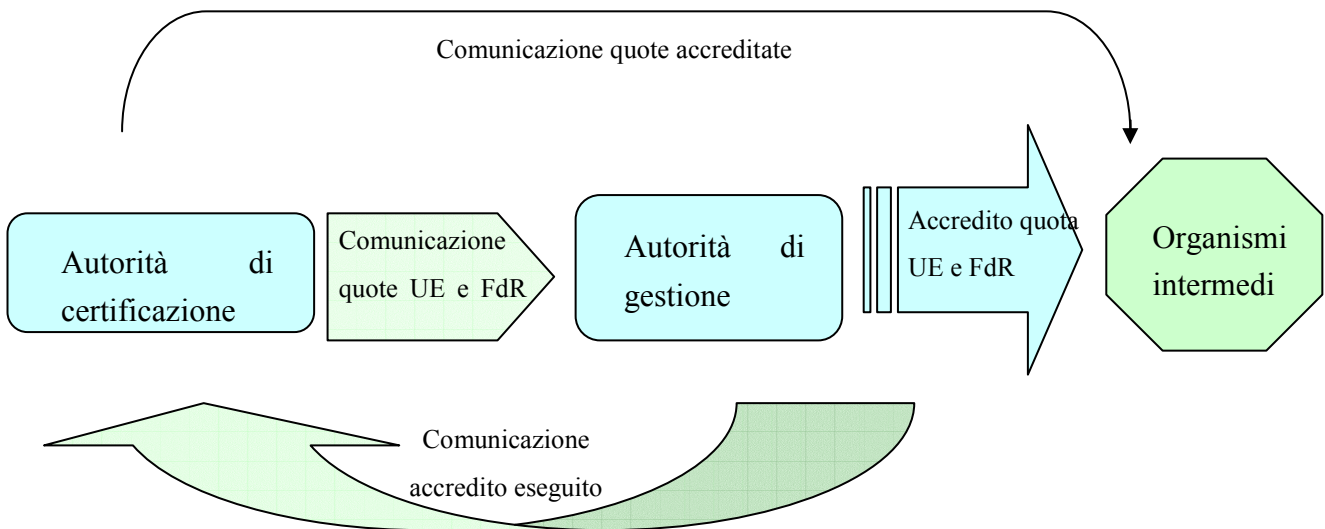 Comunicazione quote accreditate
Autorità di
certificazione
Comunicazione
quote UE e FdR
Autorità di
gestione
Accredito quota
UE e FdR
Organismi
intermedi
Comunicazione
accredito eseguito